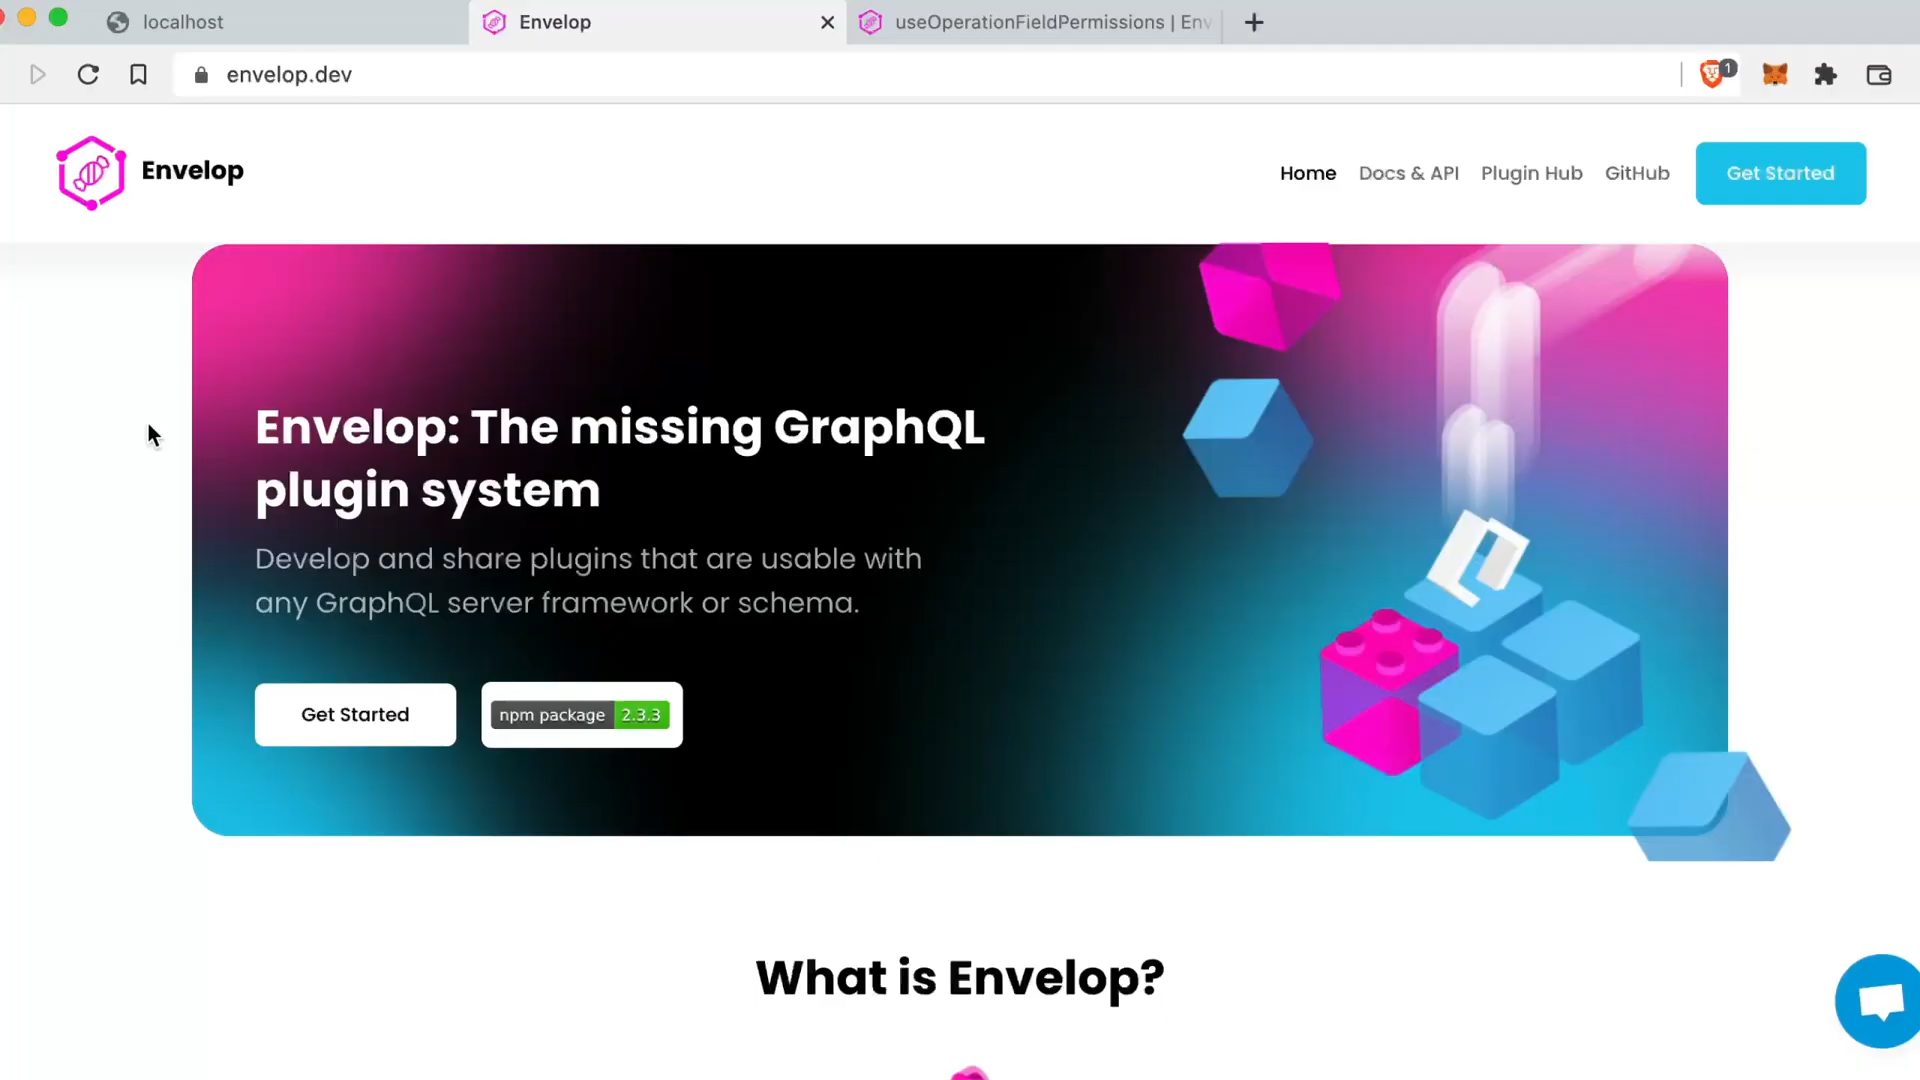 localhost
Envelop
useOperationFieldPermissions | Env
envelop.dev
1
Envelop
Home
Docs & API
Plugin Hub
GitHub
Get Started
Envelop: The missing GraphQL
plugin system
Develop and share plugins that are usable with
any GraphQL server framework or schema.
Get Started
npm package 2.3.3
What is Envelop?